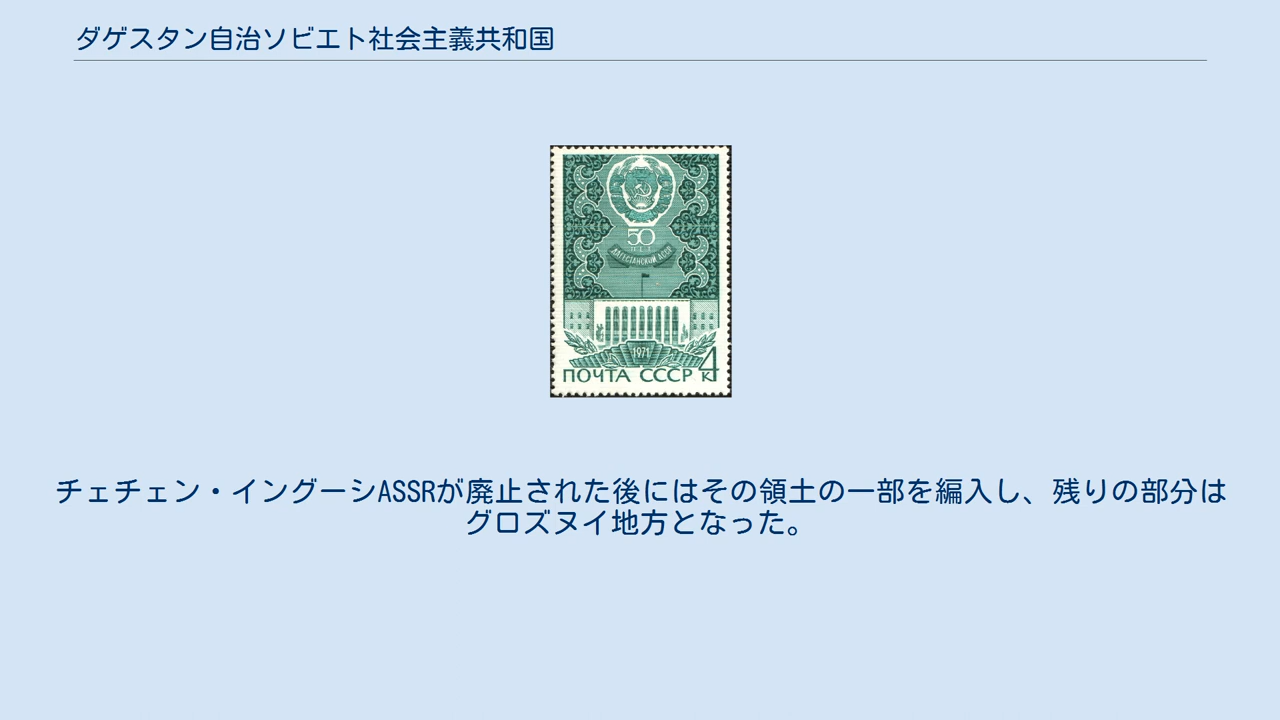 ダゲスタン自治ソビエト社会主義共和国
50
ЛЕТ
ДАГЕСТАНСКОЙ АССР
1971
4
ПОЧТА СССР к
チェチェン・イングーシASSRが廃止された後にはその領土の一部を編入し、残りの部分は
グロズヌイ地方となった。